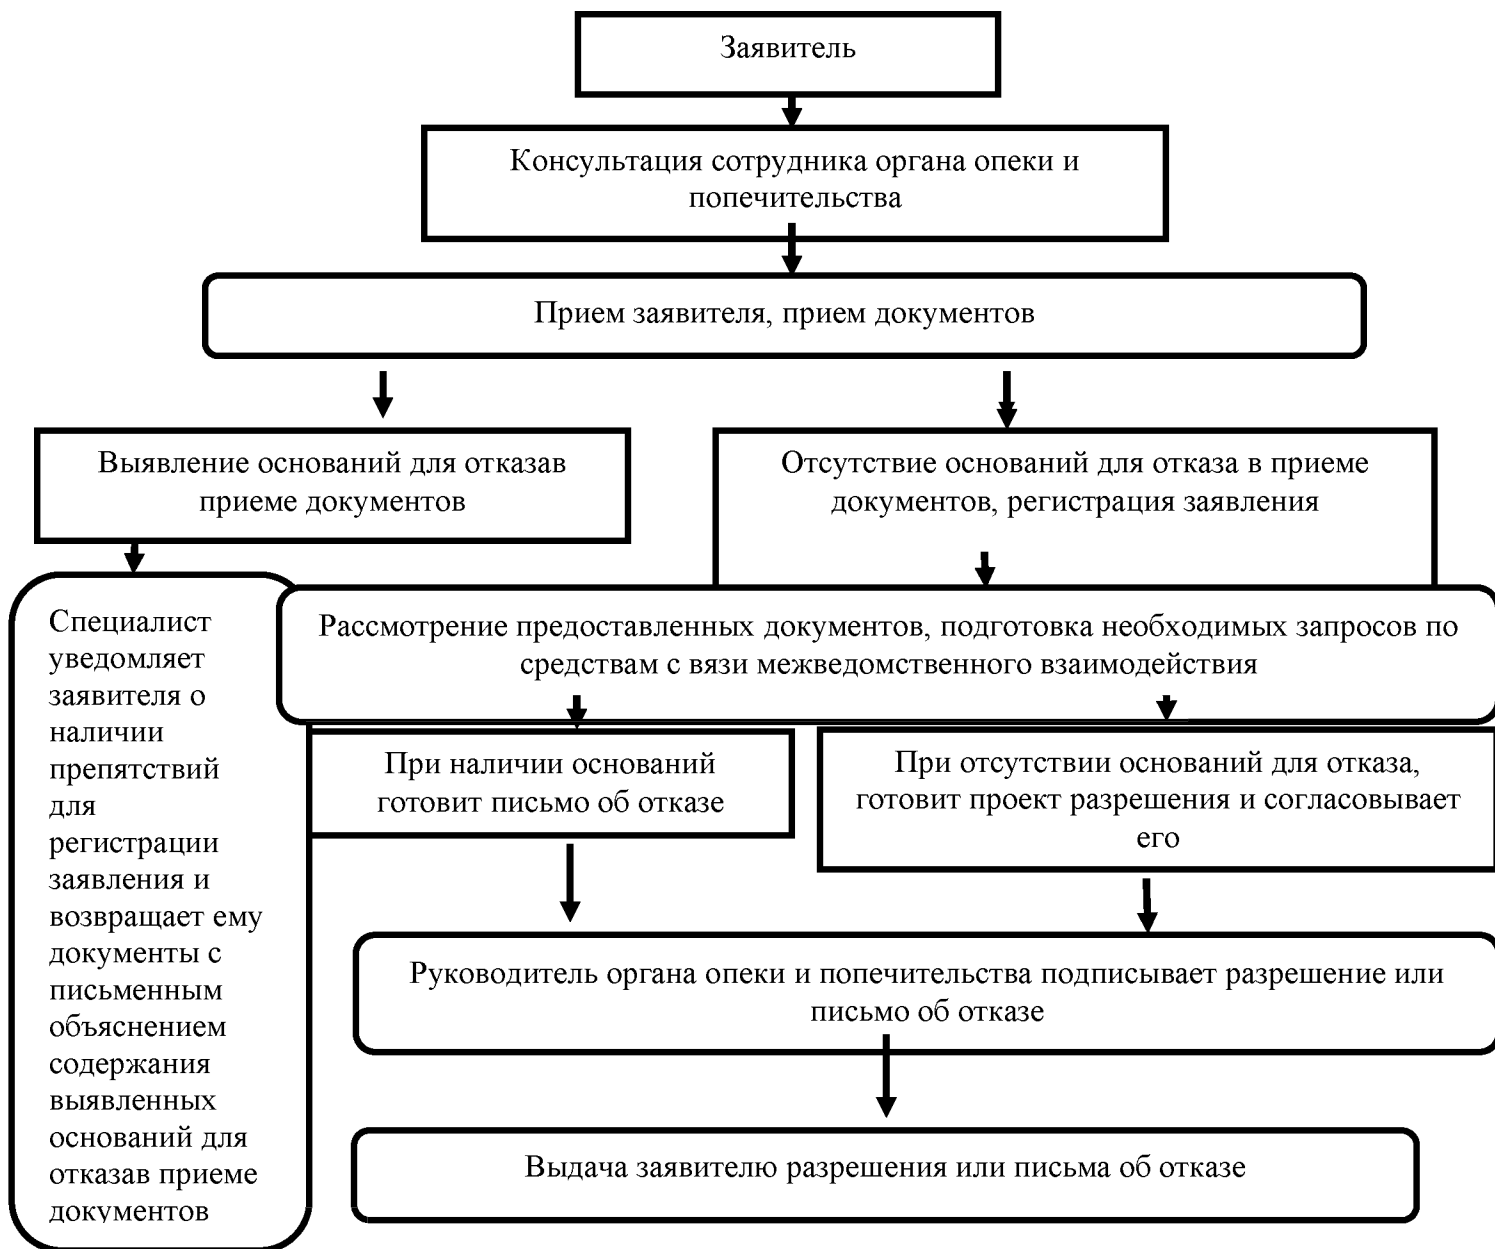 Заявитель
Консультация сотрудника органа опеки и
попечительства
Прием заявителя, прием документов
Выявление оснований для отказав
приеме документов
Отсутствие оснований для отказа в приеме
документов, регистрация заявления
Специалист
уведомляет
заявителя о
наличии
препятствий
для
регистрации
заявления и
возвращает ему
документы с
письменным
объяснением
содержания
выявленных
оснований для
отказав приеме
документов
Рассмотрение предоставленных документов, подготовка необходимых запросов по
средствам с вязи межведомственного взаимодействия
При наличии оснований
готовит письмо об отказе
При отсутствии оснований для отказа,
готовит проект разрешения и согласовывает
его
Руководитель органа опеки и попечительства подписывает разрешение или
письмо об отказе
Выдача заявителю разрешения или письма об отказе